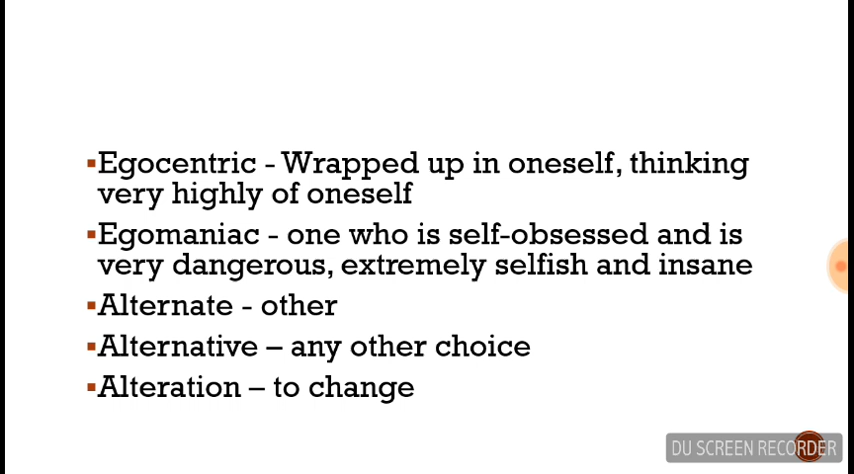 ▪Egocentric - Wrapped up in oneself, thinking
very highly of oneself
▪Egomaniac - one who is self-obsessed and is
very dangerous, extremely selfish and insane
▪Alternate - other
▪Alternative – any other choice
▪Alteration – to change
DU SCREEN RECORDER